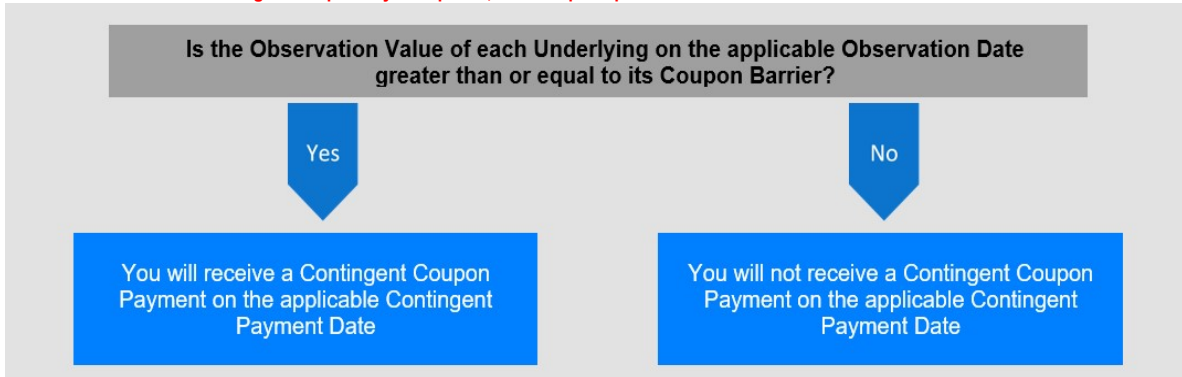 Is the Observation Value of each Underlying on the applicable Observation Date
greater than or equal to its Coupon Barrier?
Yes
No
You will receive a Contingent Coupon
Payment on the applicable Contingent
Payment Date
You will not receive a Contingent Coupon
Payment on the applicable Contingent
Payment Date